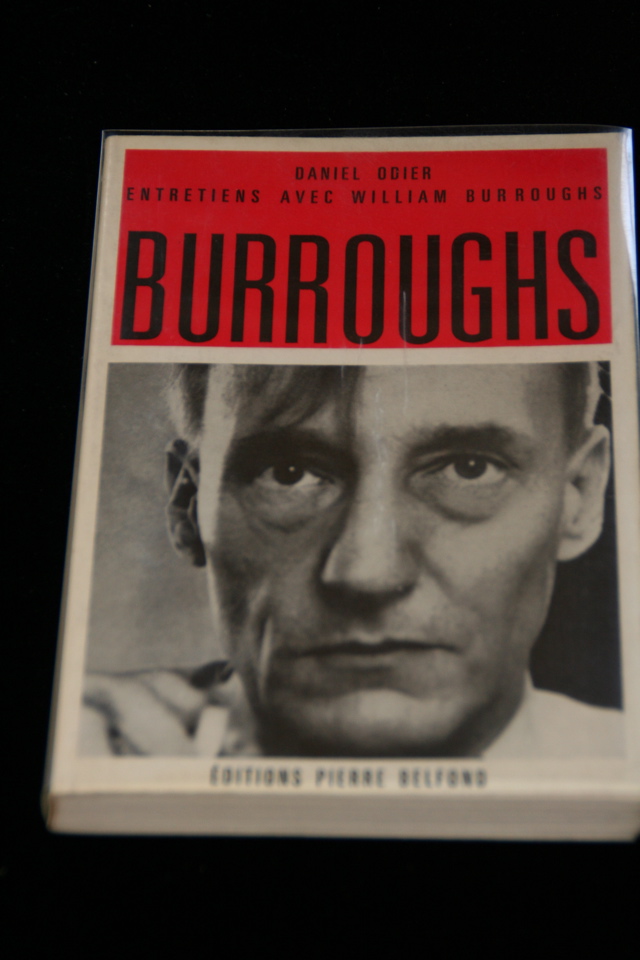 DANIEL ODIER
ENTRETIENS AVEC WILLIAM BURROUGHS
BURROUGHS
ÉDITIONS PIERRE BELFOND